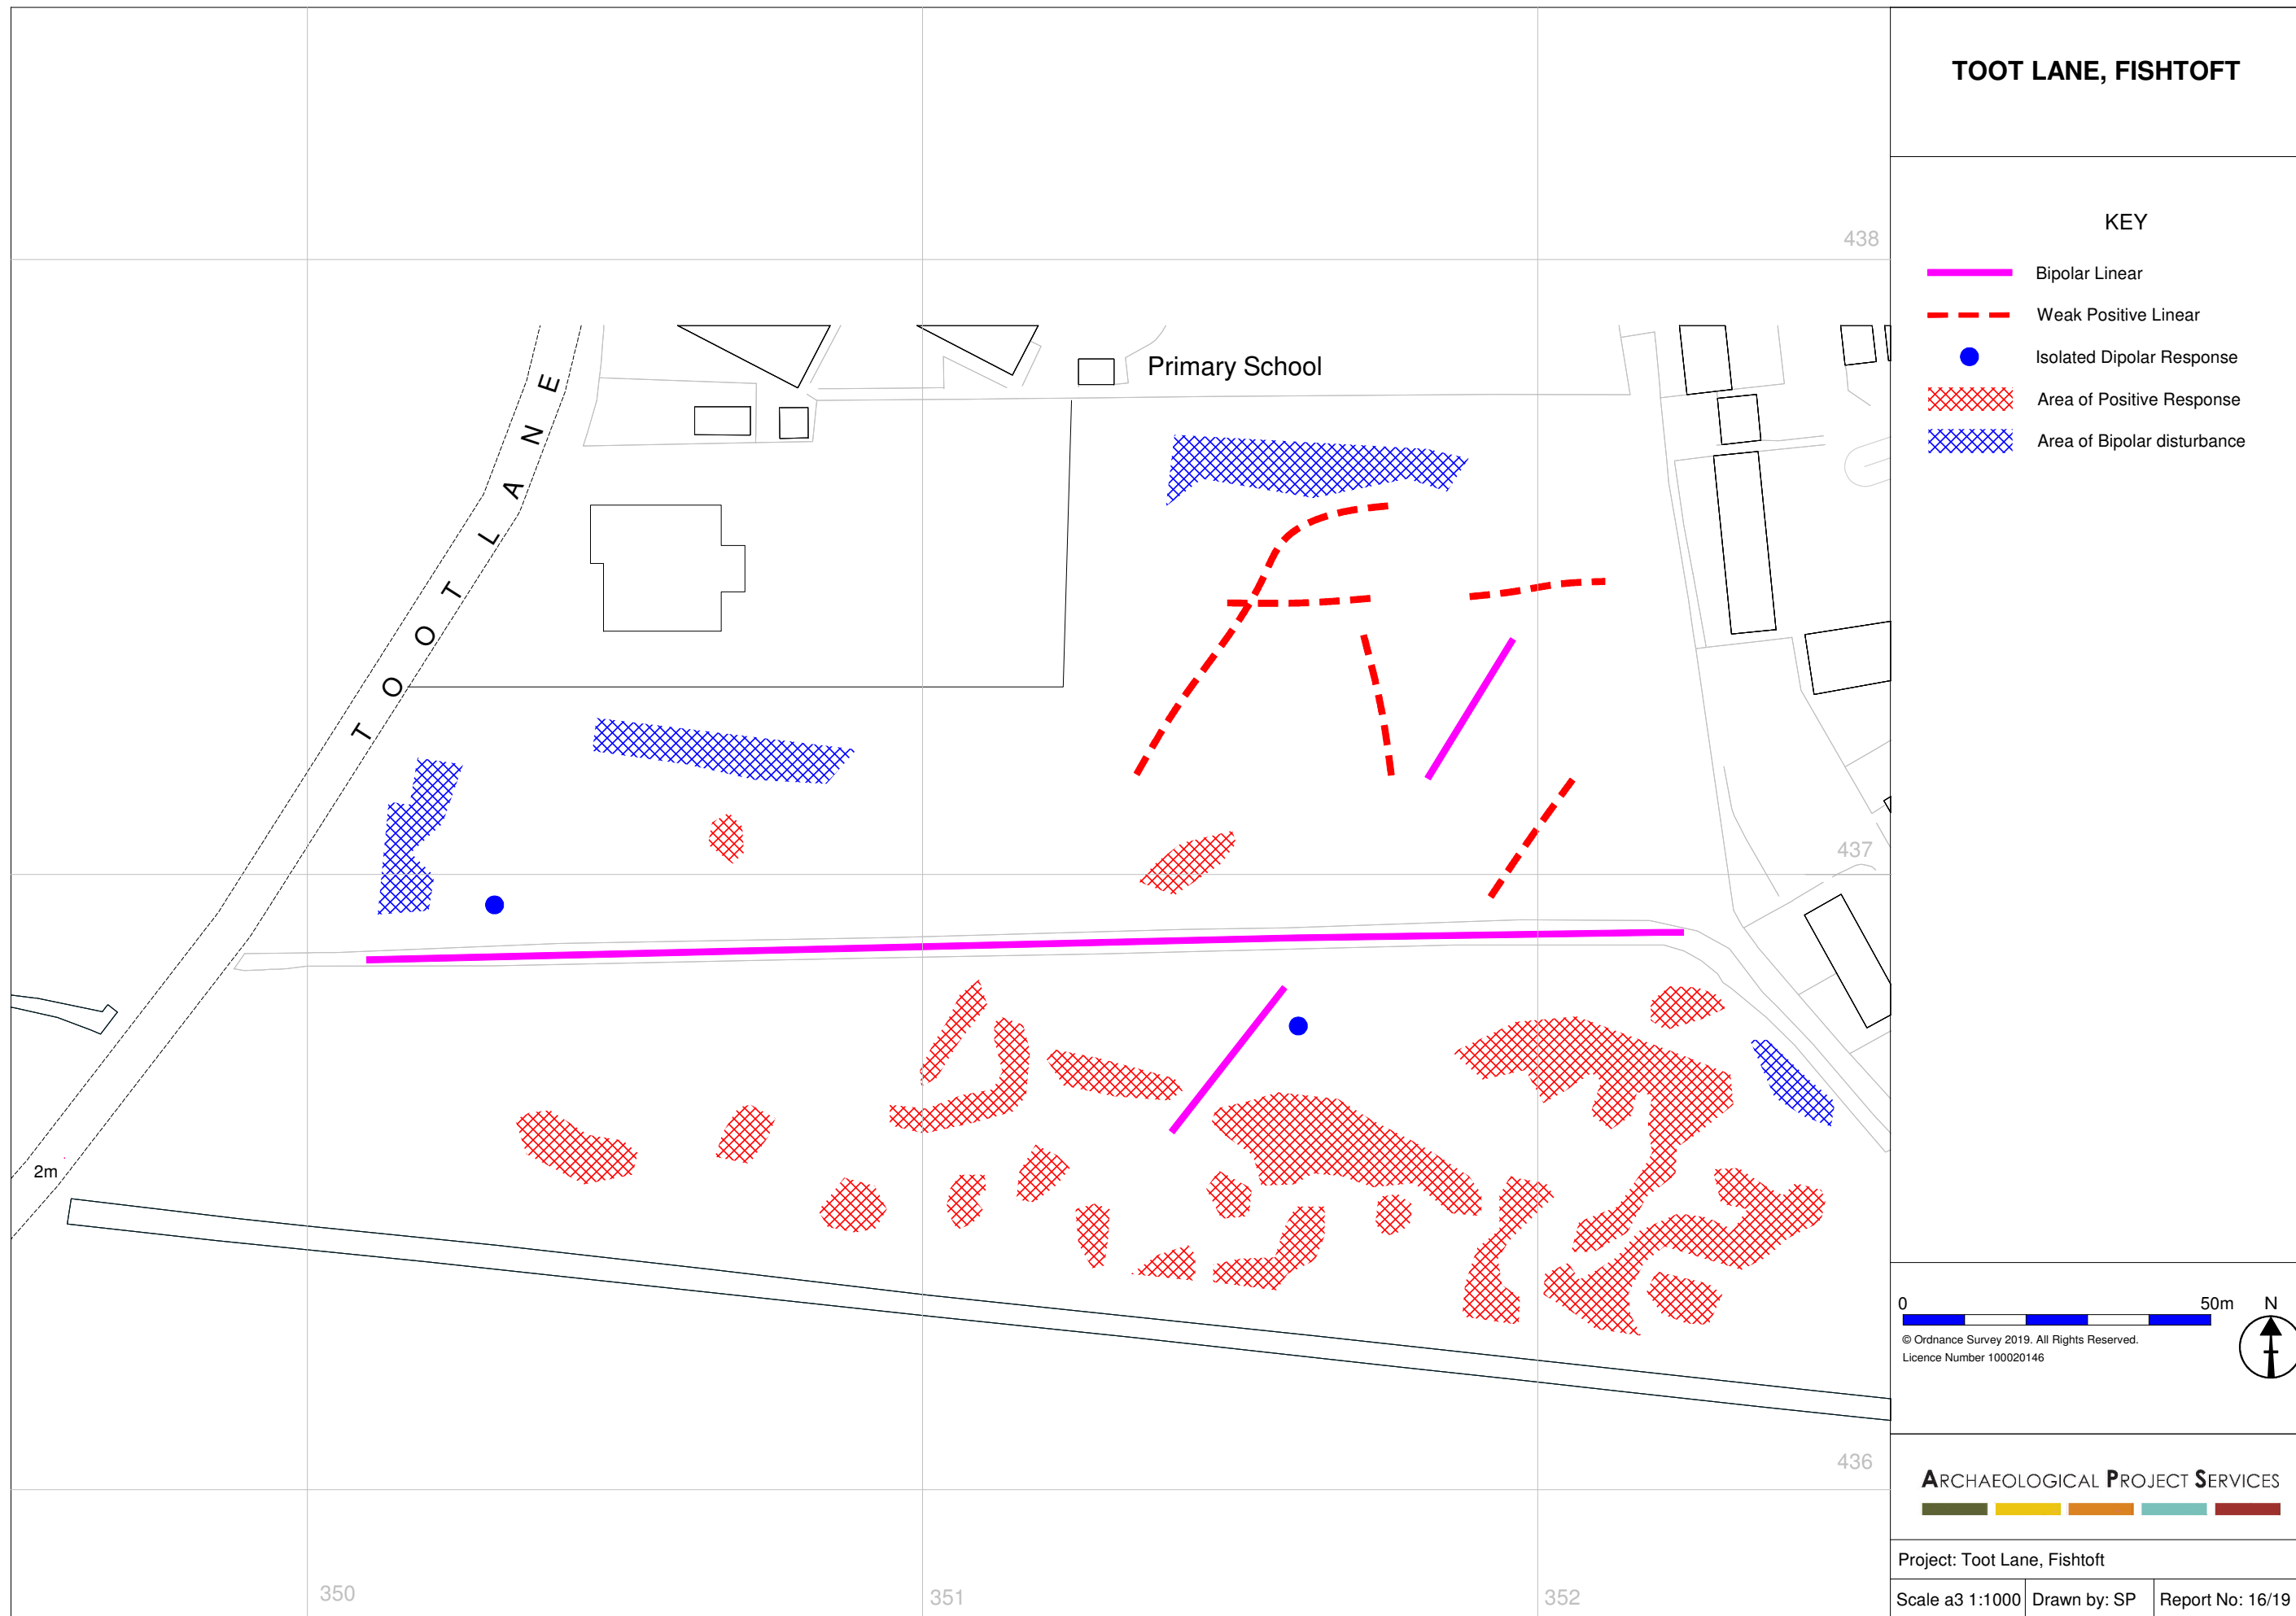 TOOT LANE, FISHTOFT
KEY
Bipolar Linear
Weak Positive Linear
Isolated Dipolar Response
Area of Positive Response
Area of Bipolar disturbance
438
Primary School
TOOT LANE
437
2m
436
350
351
352
0 50m N
© Ordnance Survey 2019. All Rights Reserved.
Licence Number 100020146
ARCHAEOLOGICAL PROJECT SERVICES
Project: Toot Lane, Fishtoft
Scale a3 1:1000 Drawn by: SP Report No: 16/19